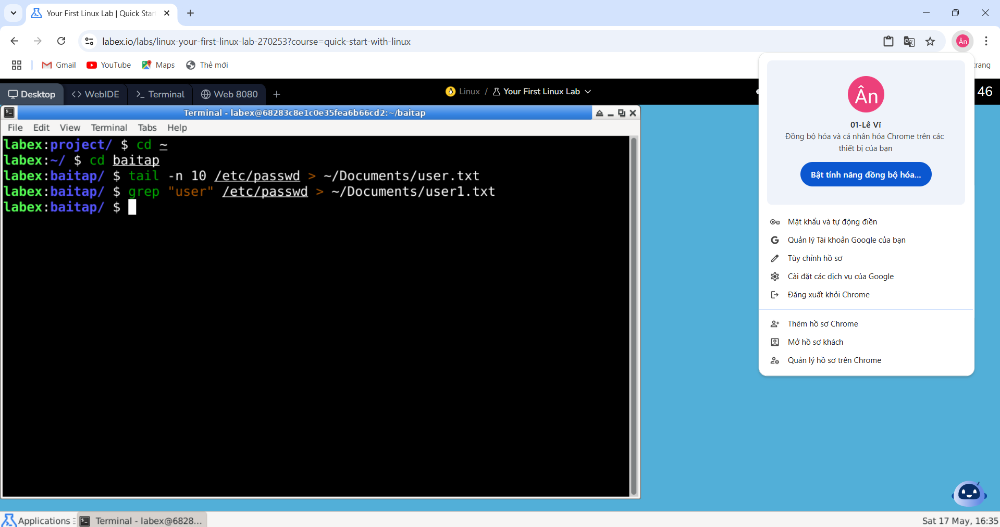 Your First Linux Lab | Quick Star
labex.io/labs/linux-your-first-linux-lab-270253?course=quick-start-with-linux
Ân
Gmail
YouTube
Maps
Thẻ mới
trang
Desktop
WebIDE
>_ Terminal
Web 8080
Linux / Your First Linux Lab
46
Terminal - labex@68283c8e1c0e35fea6b66cd2:~/baitap
File Edit View Terminal Tabs Help
labex:project/ $ cd ~
labex:~/ $ cd baitap
labex:baitap/ $ tail -n 10 /etc/passwd > ~/Documents/user.txt
labex:baitap/ $ grep "user" /etc/passwd > ~/Documents/user1.txt
labex:baitap/ $
Ân
01-Lê Vĩ
Đồng bộ hóa và cá nhân hóa Chrome trên các
thiết bị của bạn
Bật tính năng đồng bộ hóa...
Mật khẩu và tự động điền
Quản lý Tài khoản Google của bạn
Tùy chỉnh hồ sơ
Cài đặt các dịch vụ của Google
Đăng xuất khỏi Chrome
Thêm hồ sơ Chrome
Mở hồ sơ khách
Quản lý hồ sơ trên Chrome
Applications
Terminal - labex@6828...
Sat 17 May, 16:35